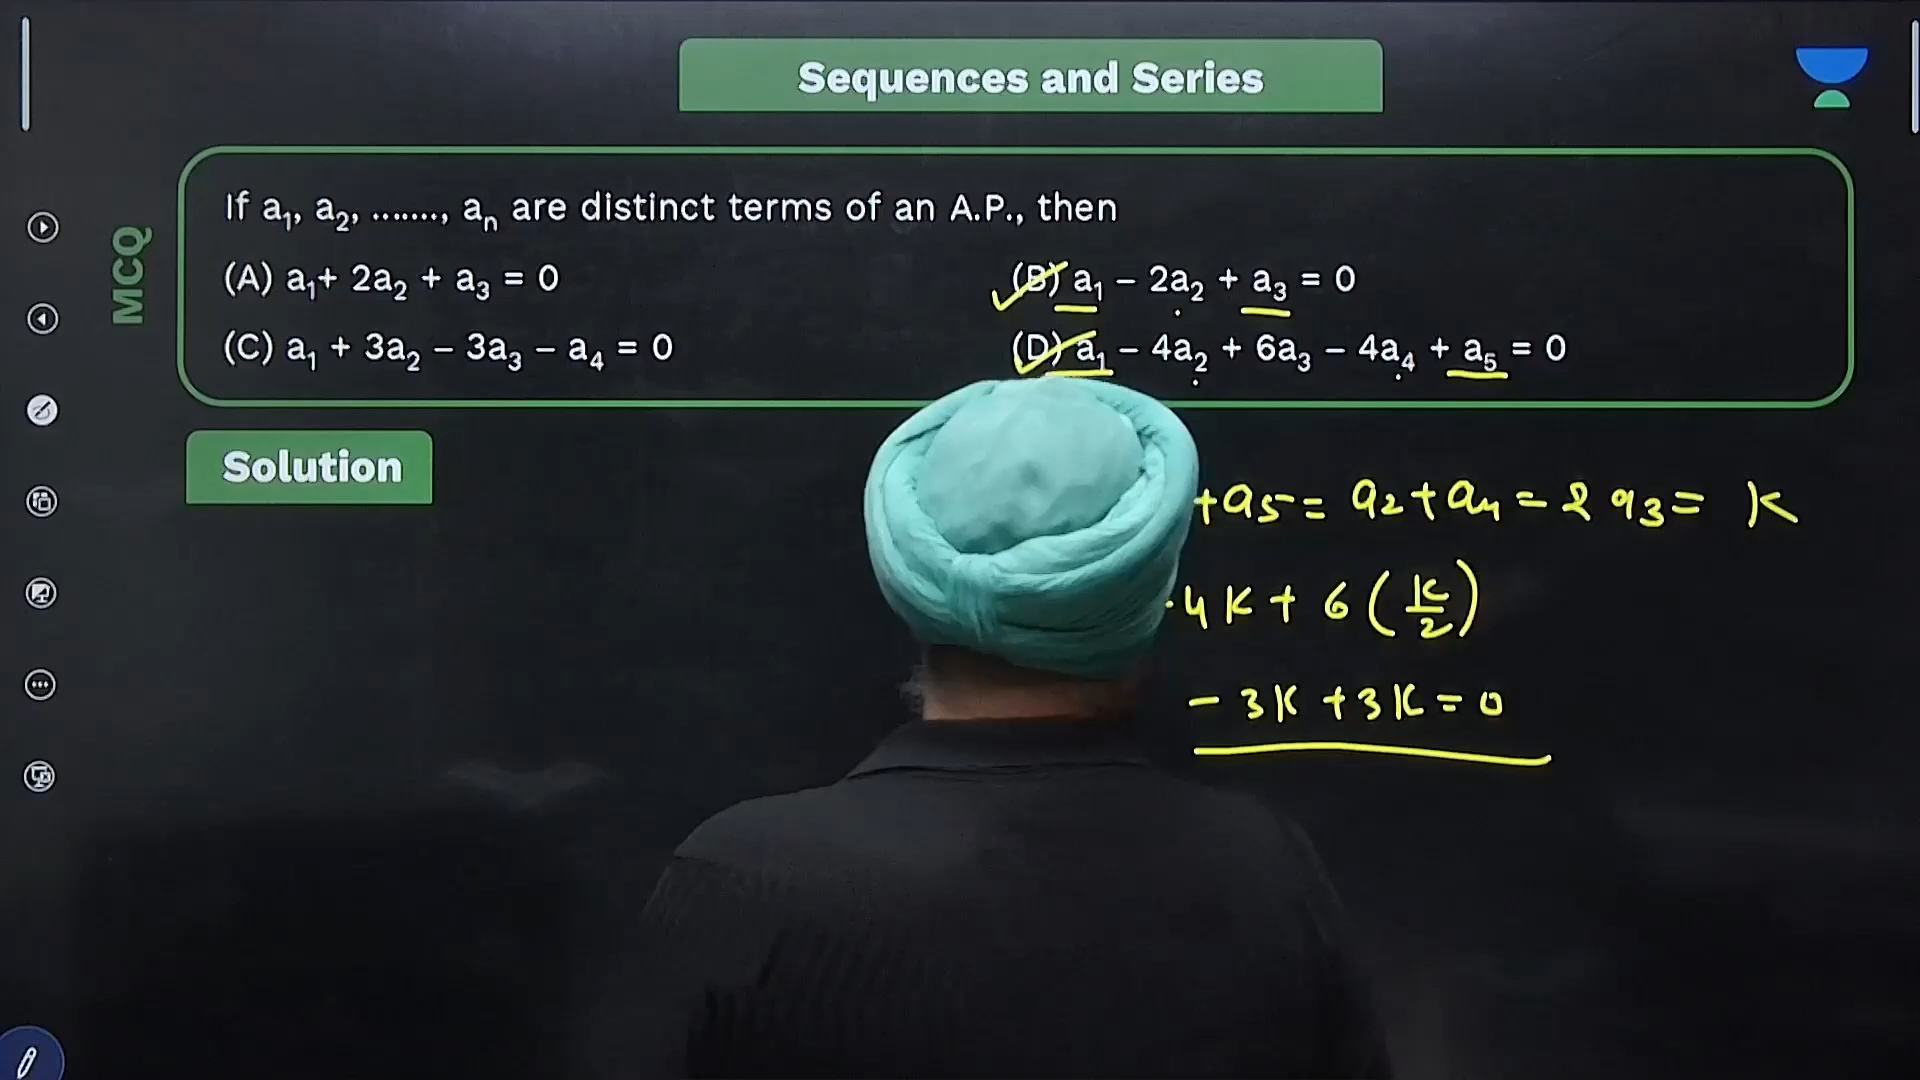 Sequences and Series
MCQ
If a₁, a₂, ......., aₙ are distinct terms of an A.P., then
(A) a₁+ 2a₂ + a₃ = 0
(B) a₁ − 2a₂ + a₃ = 0
(C) a₁ + 3a₂ − 3a₃ − a₄ = 0
(D) a₁ − 4a₂ + 6a₃ − 4a₄ + a₅ = 0
Solution
+a₅ = a₂+a₄ = 2a₃ = K
4K + 6(K/2)
− 3K + 3K = 0